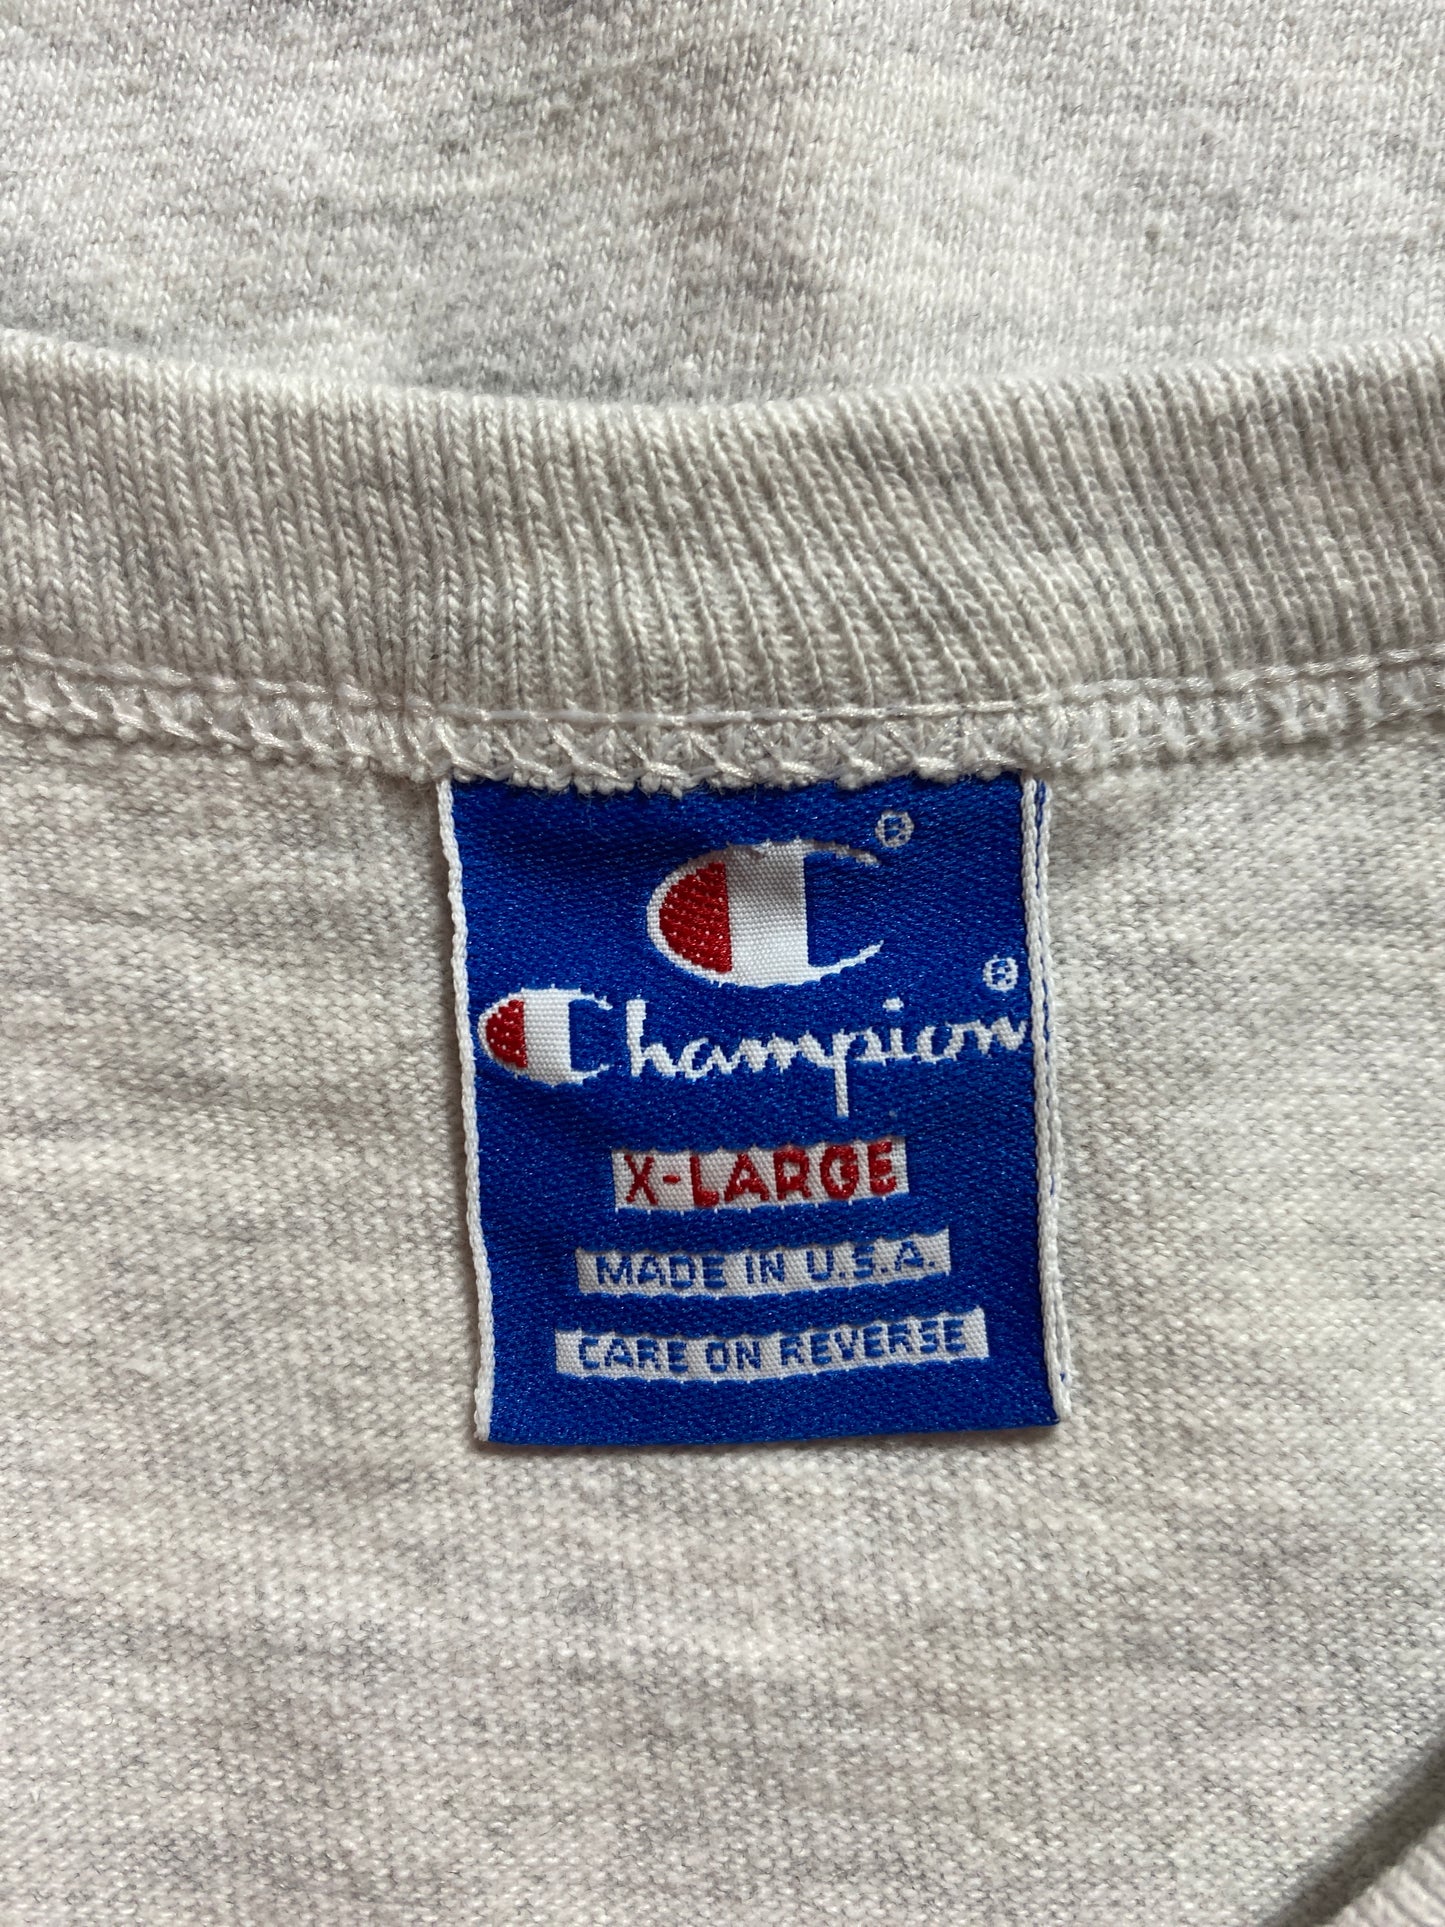 C®
Champion®
X-LARGE
MADE IN U.S.A.
CARE ON REVERSE